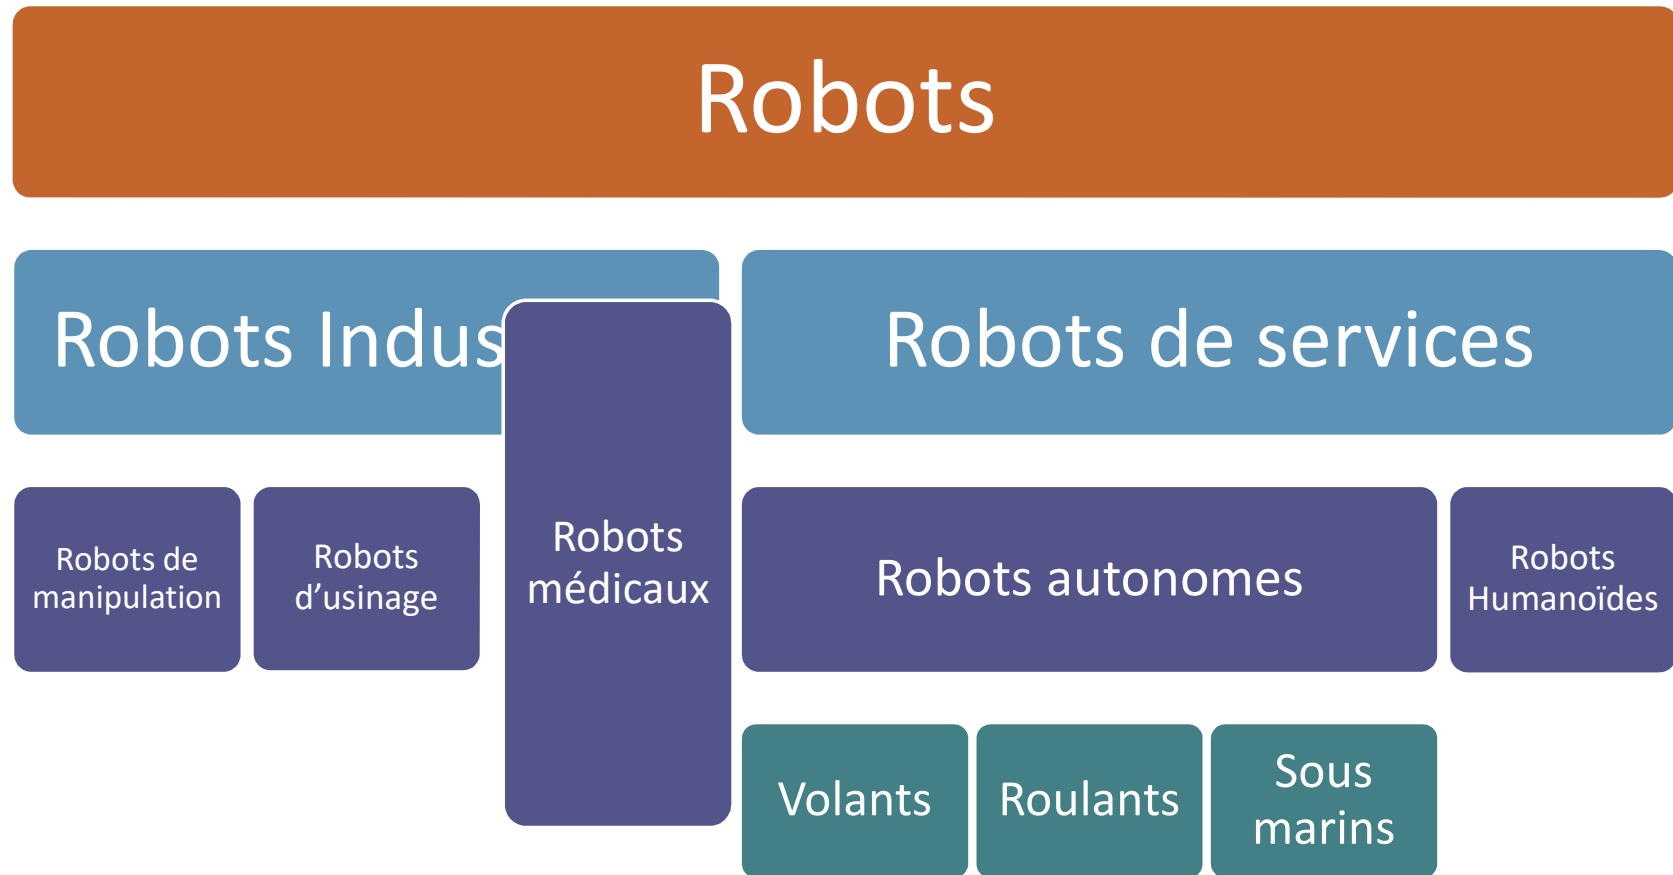 Robots
Robots Indus
Robots de services
Robots de
manipulation
Robots
d’usinage
Robots
médicaux
Robots autonomes
Robots
Humanoïdes
Volants
Roulants
Sous
marins